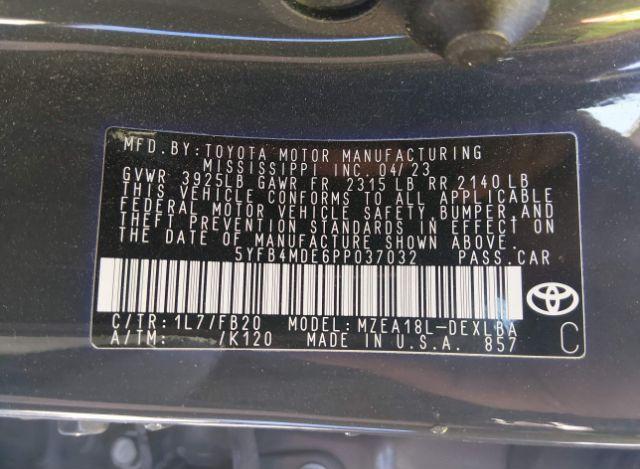 MFD. BY: TOYOTA MOTOR MANUFACTURING
MISSISSIPPI INC. 04/23
GVWR: 3925LB GAWR FR. 2315 LB RR 2140 LB
THIS VEHICLE CONFORMS TO ALL APPLICABLE
FEDERAL MOTOR VEHICLE SAFETY, BUMPER AND
THEFT PREVENTION STANDARDS IN EFFECT ON
THE DATE OF MANUFACTURE SHOWN ABOVE.
5YFB4MDE6PP037032 PASS.CAR
C/TR: 1L7/FB20 MODEL: MZEA18L-DEXLBA
A/TM: /K120 MADE IN U.S.A. 857
C